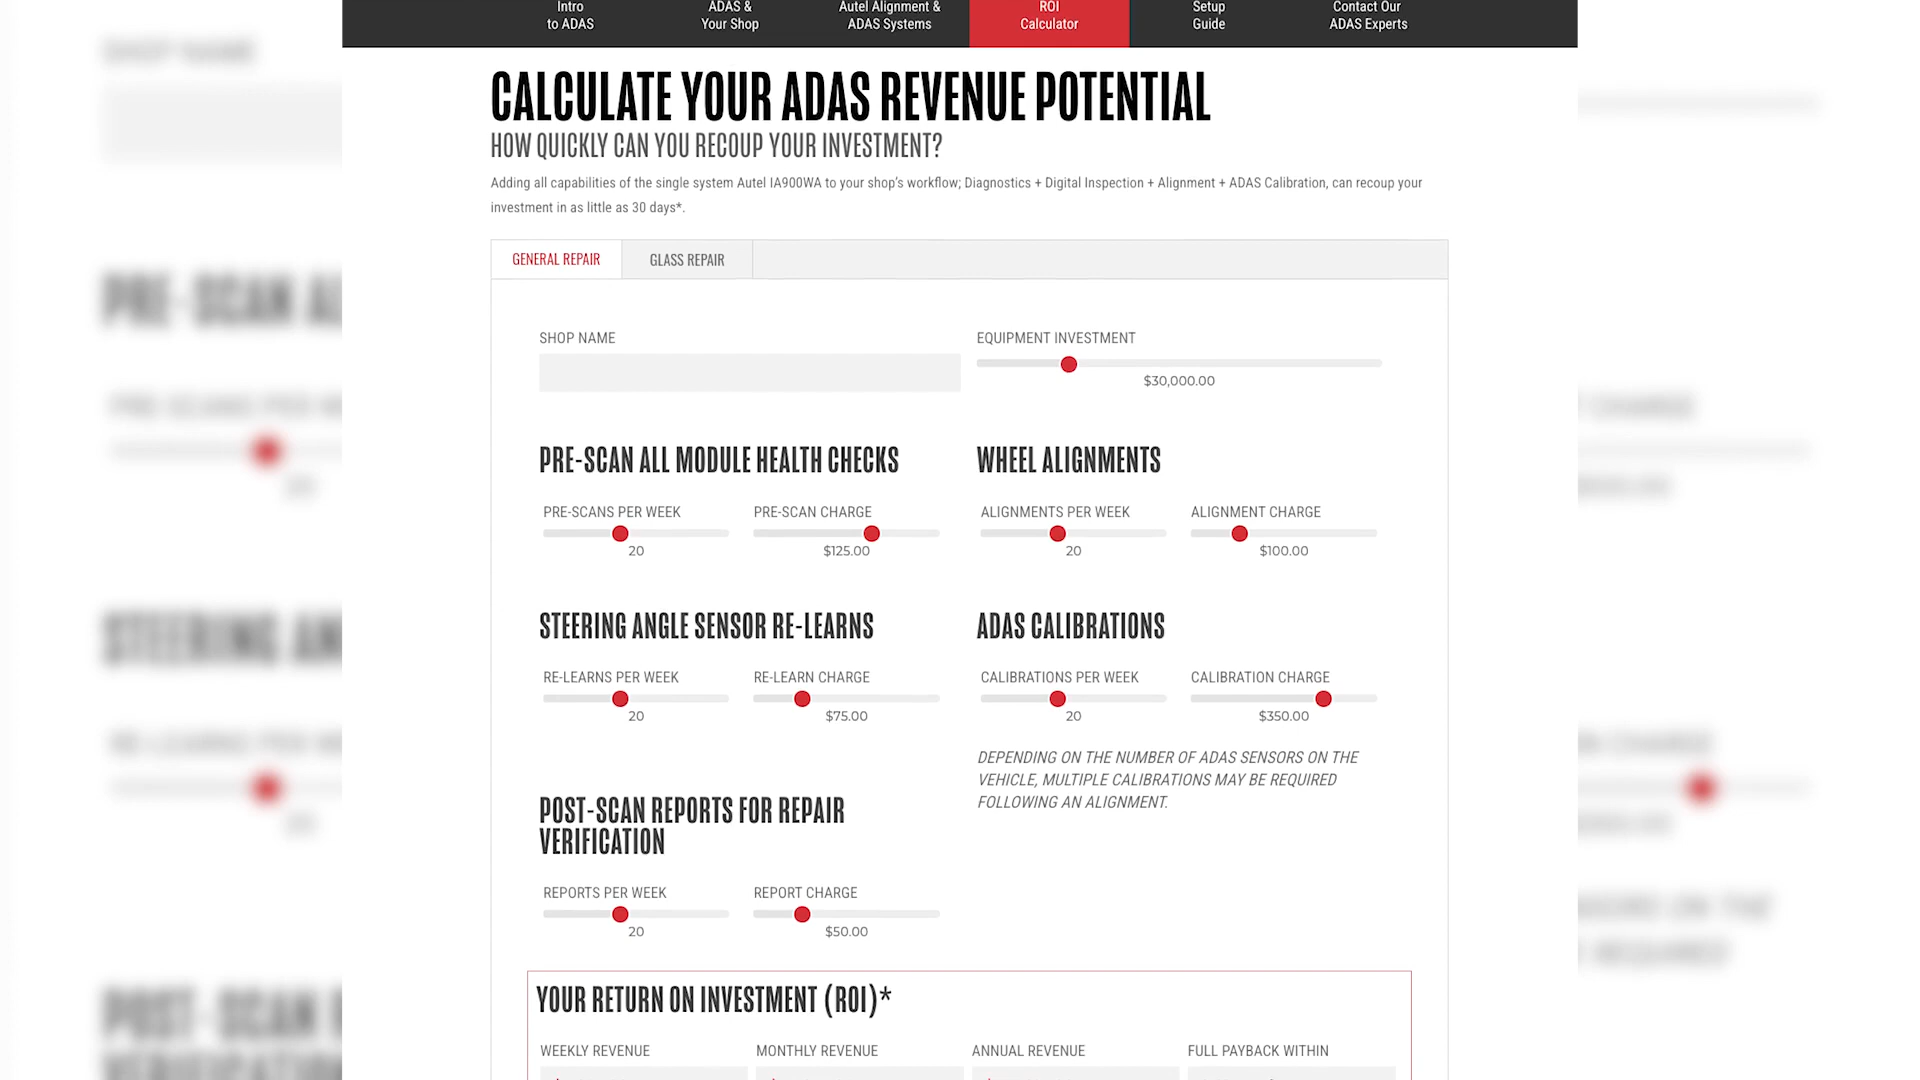 Intro
to ADAS
ADAS &
Your Shop
Autel Alignment &
ADAS Systems
ROI
Calculator
Setup
Guide
Contact Our
ADAS Experts
CALCULATE YOUR ADAS REVENUE POTENTIAL
HOW QUICKLY CAN YOU RECOUP YOUR INVESTMENT?
Adding all capabilities of the single system Autel IA900WA to your shop's workflow; Diagnostics + Digital Inspection + Alignment + ADAS Calibration, can recoup your
investment in as little as 30 days*.
GENERAL REPAIR
GLASS REPAIR
SHOP NAME
EQUIPMENT INVESTMENT
$30,000.00
PRE-SCAN ALL MODULE HEALTH CHECKS
PRE-SCANS PER WEEK
20
PRE-SCAN CHARGE
$125.00
WHEEL ALIGNMENTS
ALIGNMENTS PER WEEK
20
ALIGNMENT CHARGE
$100.00
STEERING ANGLE SENSOR RE-LEARNS
RE-LEARNS PER WEEK
20
RE-LEARN CHARGE
$75.00
ADAS CALIBRATIONS
CALIBRATIONS PER WEEK
20
CALIBRATION CHARGE
$350.00
DEPENDING ON THE NUMBER OF ADAS SENSORS ON THE
VEHICLE, MULTIPLE CALIBRATIONS MAY BE REQUIRED
FOLLOWING AN ALIGNMENT.
POST-SCAN REPORTS FOR REPAIR
VERIFICATION
REPORTS PER WEEK
20
REPORT CHARGE
$50.00
YOUR RETURN ON INVESTMENT (ROI)*
WEEKLY REVENUE
MONTHLY REVENUE
ANNUAL REVENUE
FULL PAYBACK WITHIN